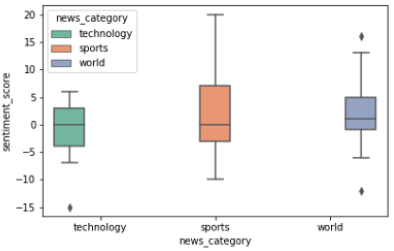 news_category
technology
sports
world
sentiment_score
20
15
10
5
0
−5
−10
−15
technology sports world
news_category